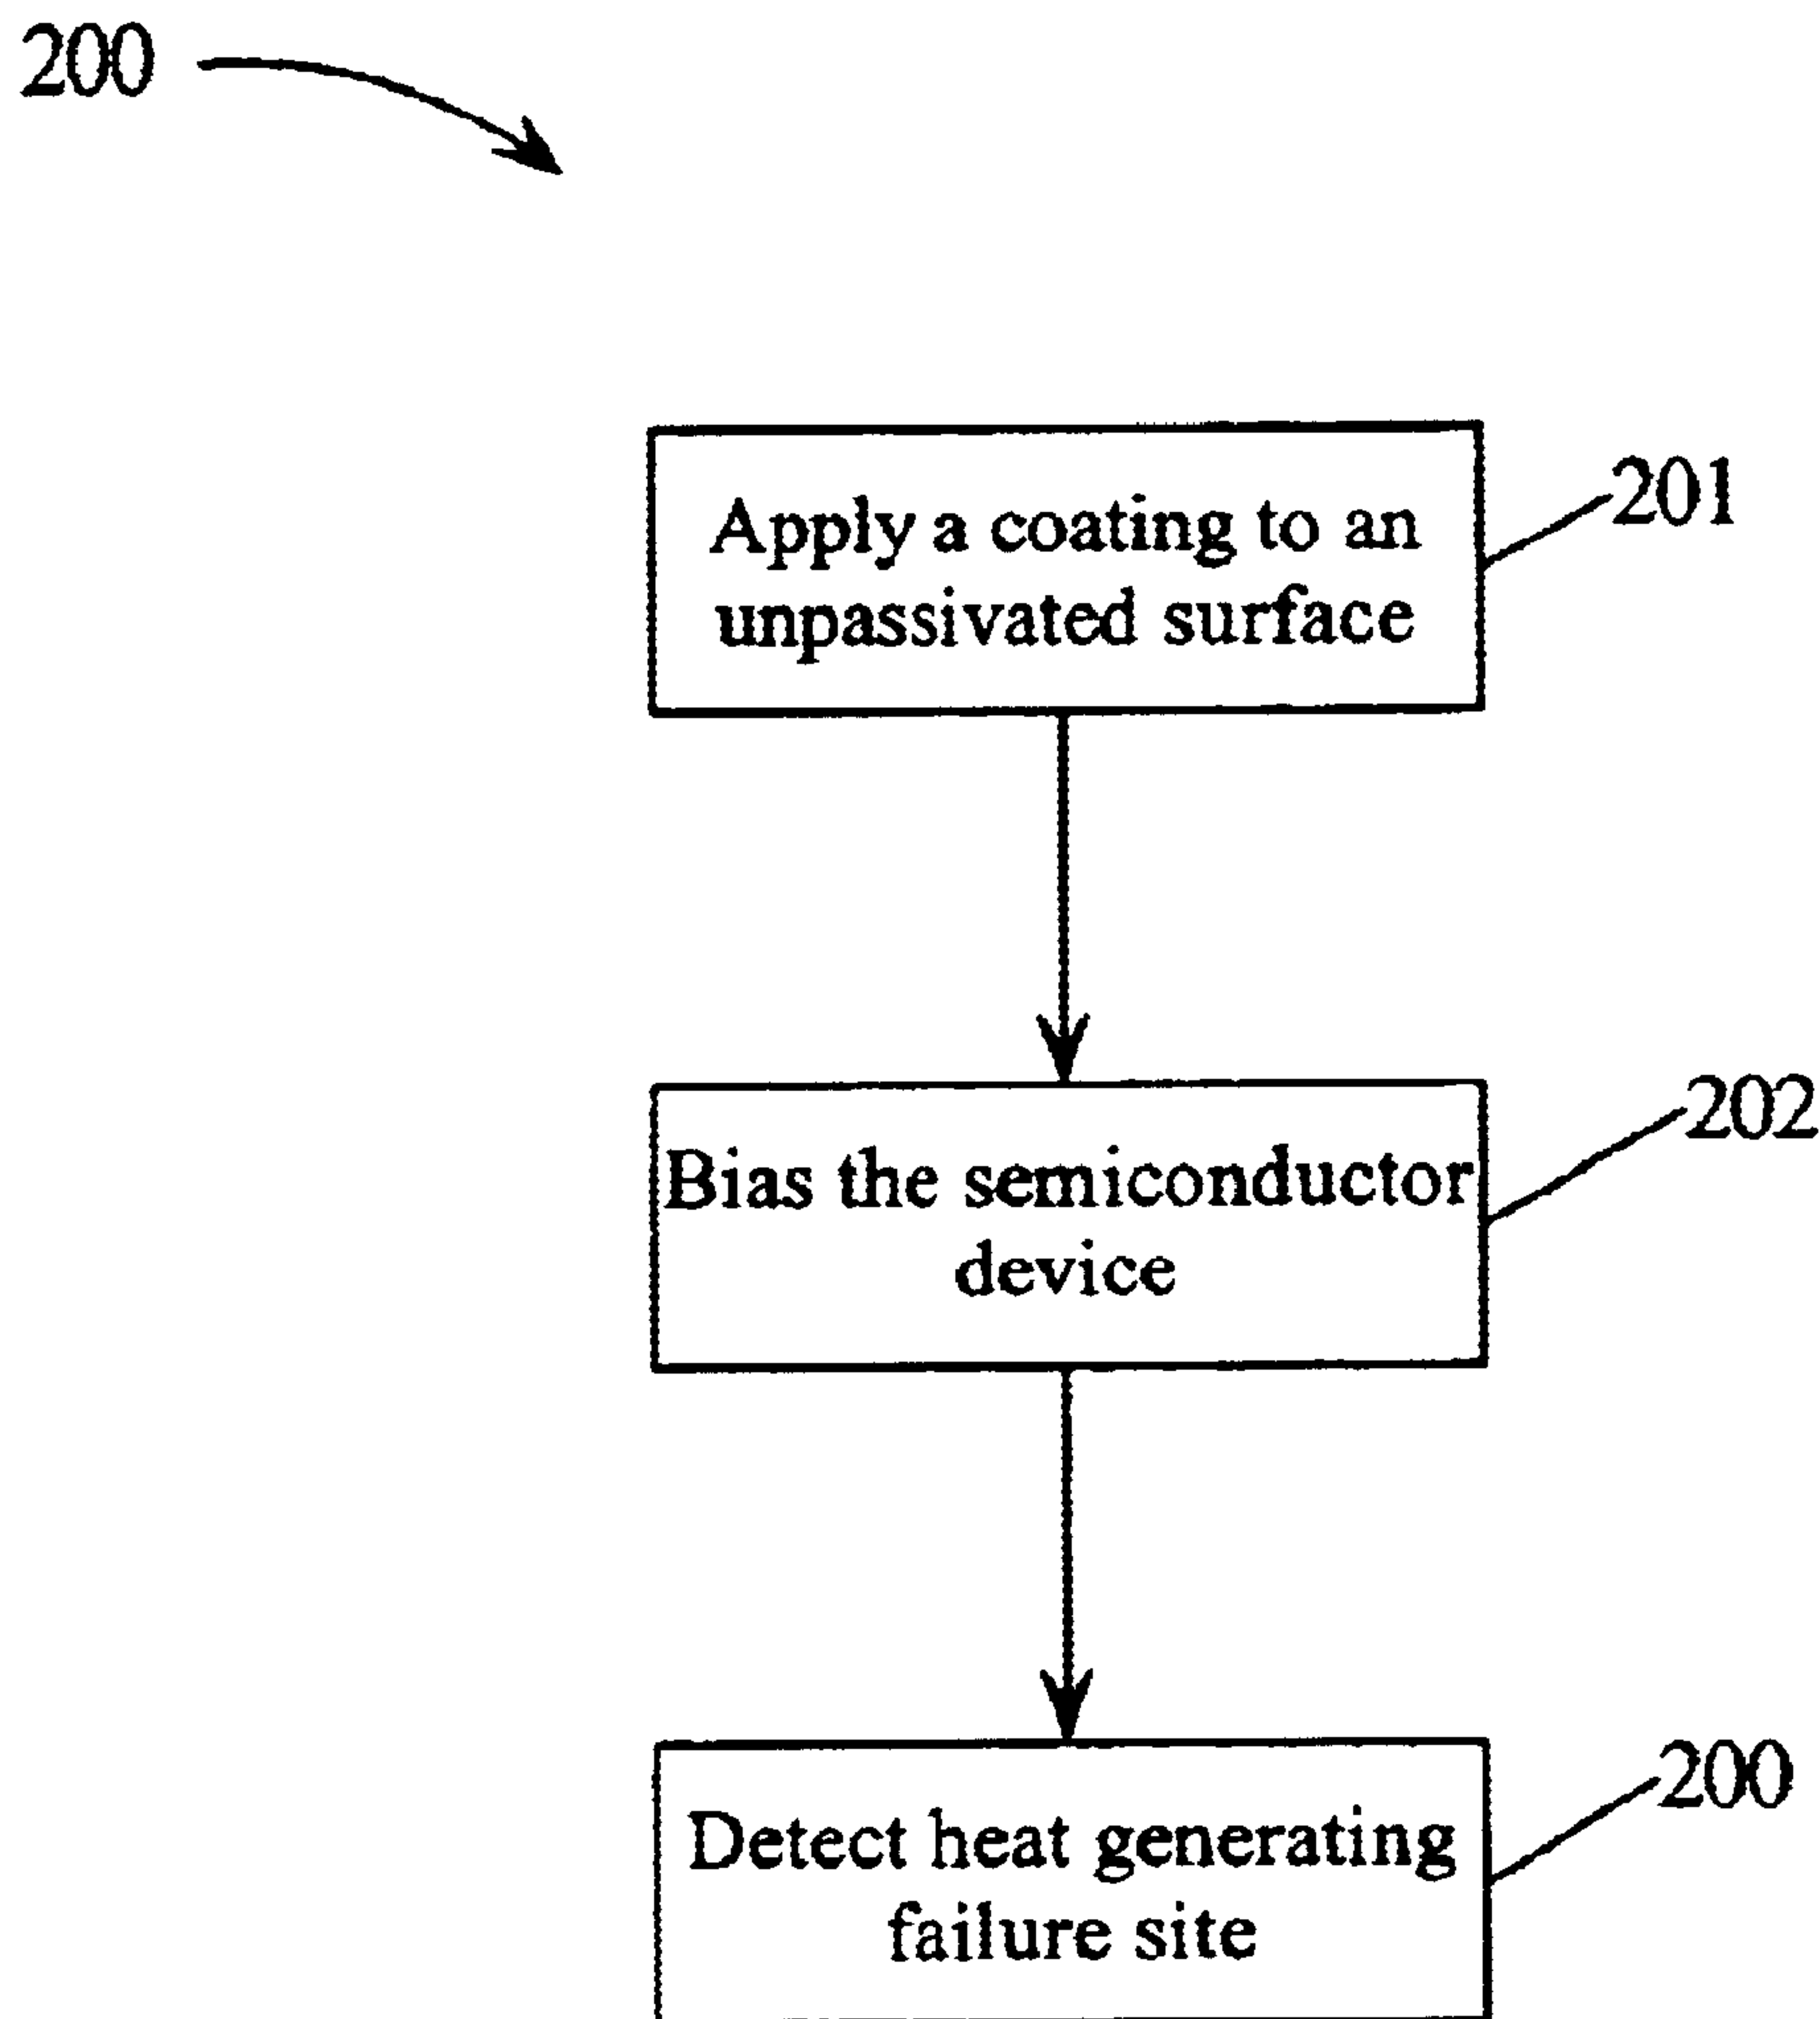 200
Apply a coating to an
unpassivated surface
201
Bias the semiconductor
device
202
Detect heat generating
failure site
200